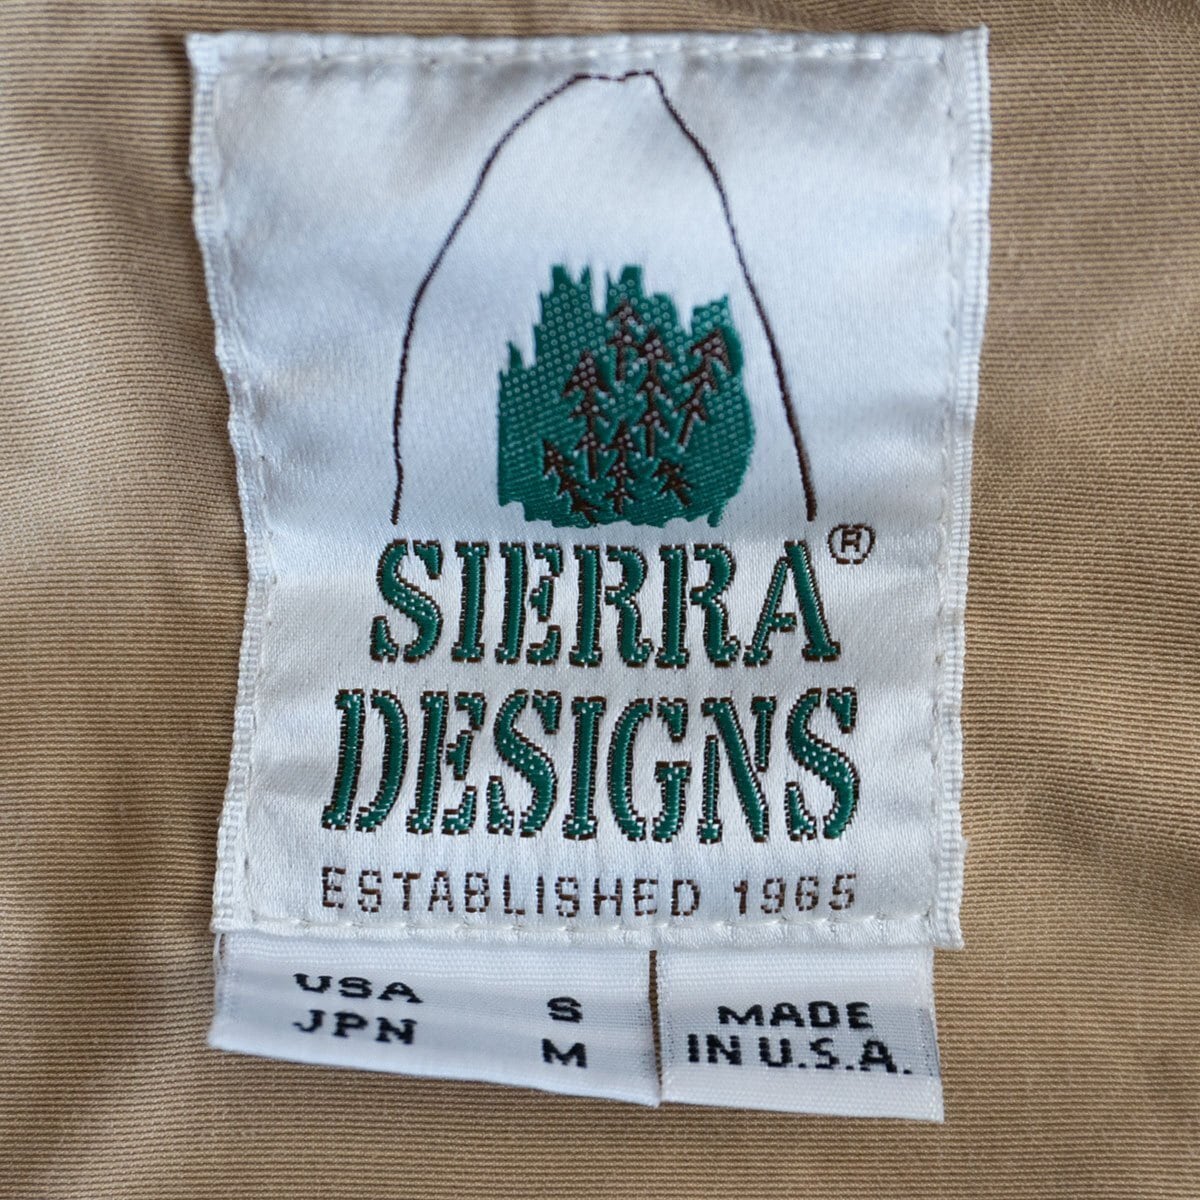 SIERRA®
DESIGNS
ESTABLISHED 1965
USA S
JPN M
MADE
IN U.S.A.